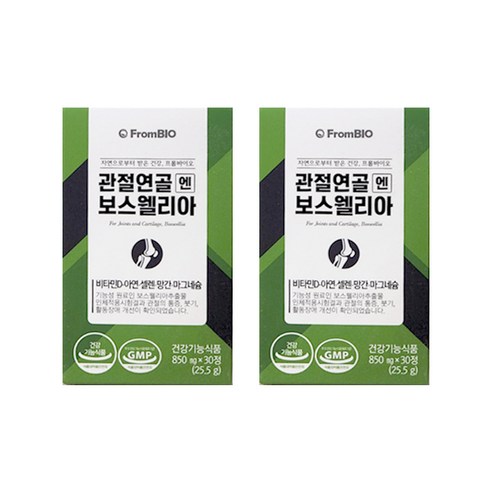 FromBIO
자연으로부터 받은 건강, 프롬바이오
관절연골 엔
보스웰리아
For Joints and Cartilage, Boswellia
비타민D·아연·셀렌·망간·마그네슘
기능성 원료인 보스웰리아추출물
인체적용시험결과 관절의 통증, 붓기,
활동장애 개선이 확인되었습니다.
건강
기능식품
GMP
건강기능식품
850 mg × 30정
(25.5 g)
FromBIO
자연으로부터 받은 건강, 프롬바이오
관절연골 엔
보스웰리아
For Joints and Cartilage, Boswellia
비타민D·아연·셀렌·망간·마그네슘
기능성 원료인 보스웰리아추출물
인체적용시험결과 관절의 통증, 붓기,
활동장애 개선이 확인되었습니다.
건강
기능식품
GMP
건강기능식품
850 mg × 30정
(25.5 g)